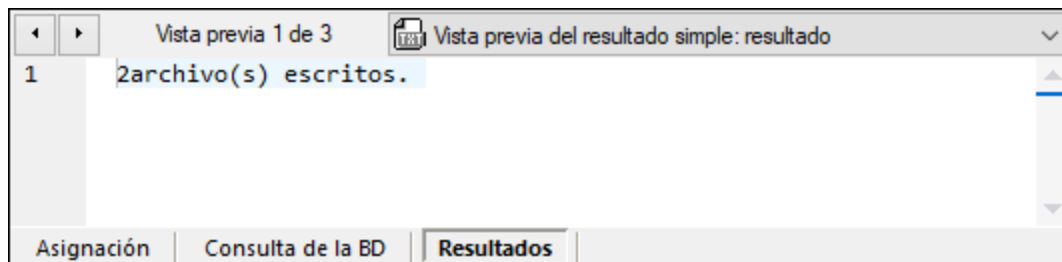 Vista previa 1 de 3 TXT Vista previa del resultado simple: resultado
1 2archivo(s) escritos.
Asignación Consulta de la BD Resultados